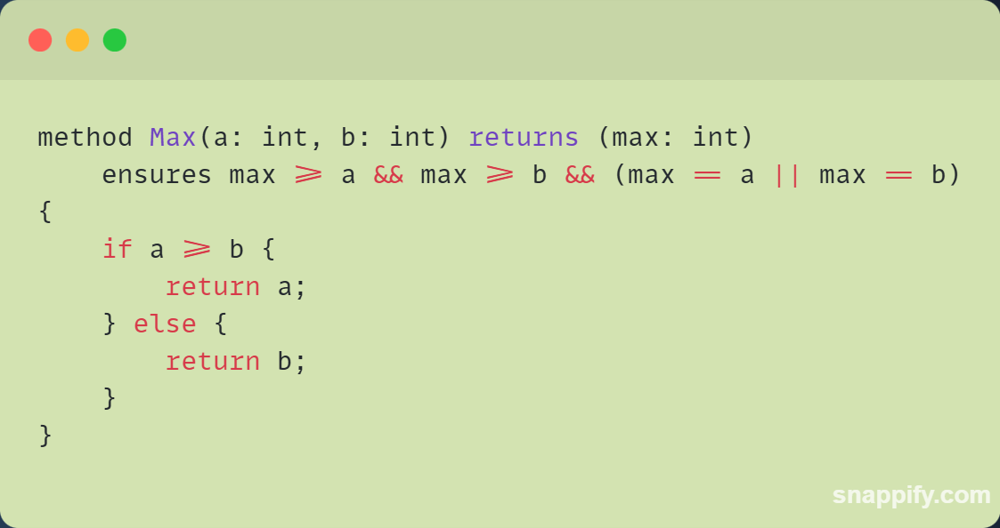 method Max(a: int, b: int) returns (max: int)
    ensures max >= a && max >= b && (max == a || max == b)
{
    if a >= b {
        return a;
    } else {
        return b;
    }
}
snappify.com